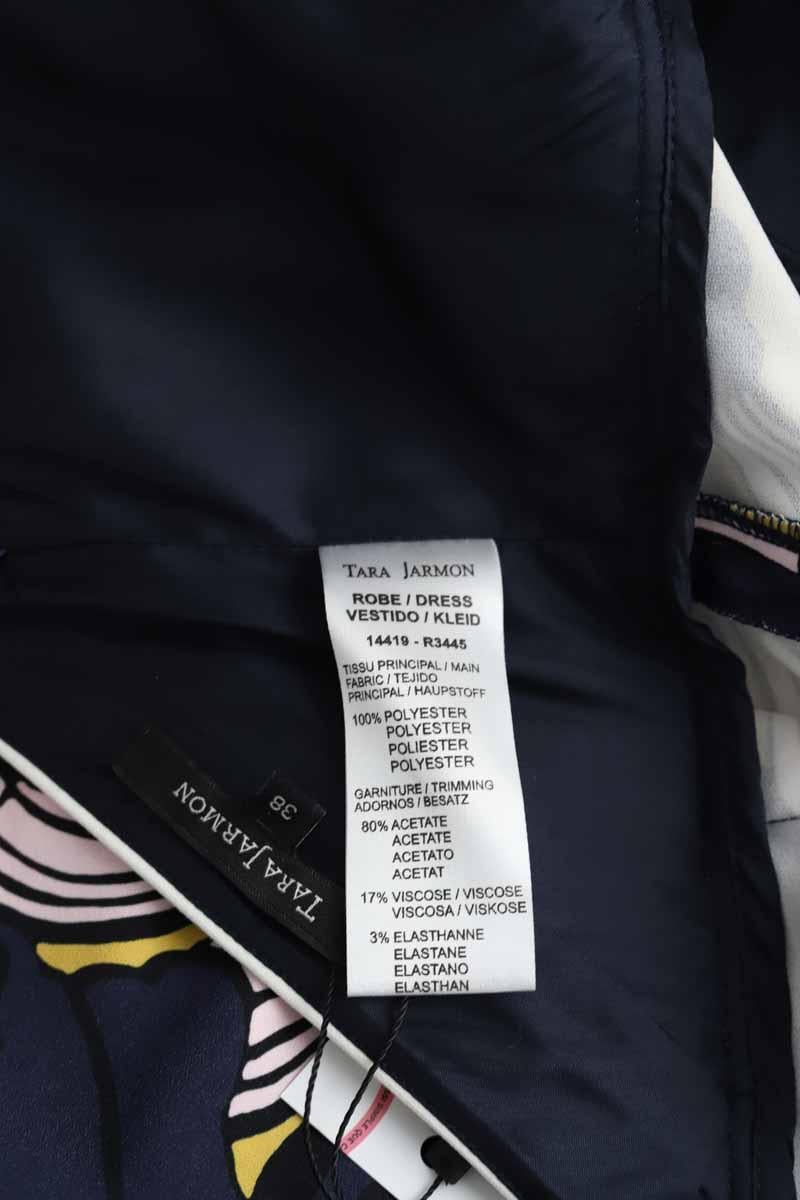 TARA JARMON
ROBE / DRESS
VESTIDO / KLEID
14419 - R3445
TISSU PRINCIPAL / MAIN
FABRIC / TEJIDO
PRINCIPAL / HAUPSTOFF
100% POLYESTER
POLYESTER
POLIESTER
POLYESTER
GARNITURE / TRIMMING
ADORNOS / BESATZ
80% ACETATE
ACETATE
ACETATO
ACETAT
17% VISCOSE / VISCOSE
VISCOSA / VISKOSE
3% ELASTHANNE
ELASTANE
ELASTANO
ELASTHAN
38
TARA JARMON
SIMPLE QUE